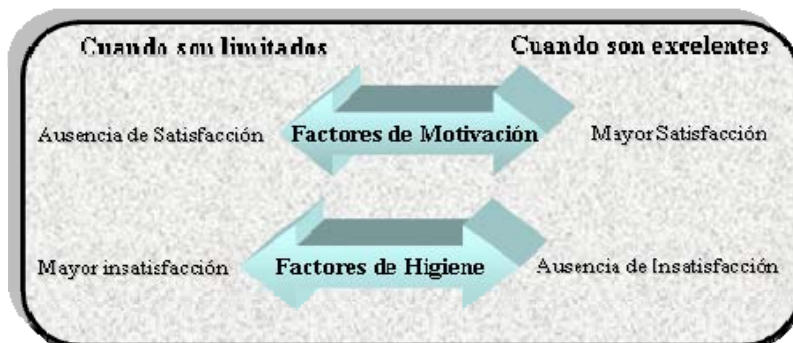 Cuando son limitados
Cuando son excelentes
Ausencia de Satisfacción
Factores de Motivación
Mayor Satisfacción
Mayor insatisfacción
Factores de Higiene
Ausencia de Insatisfacción